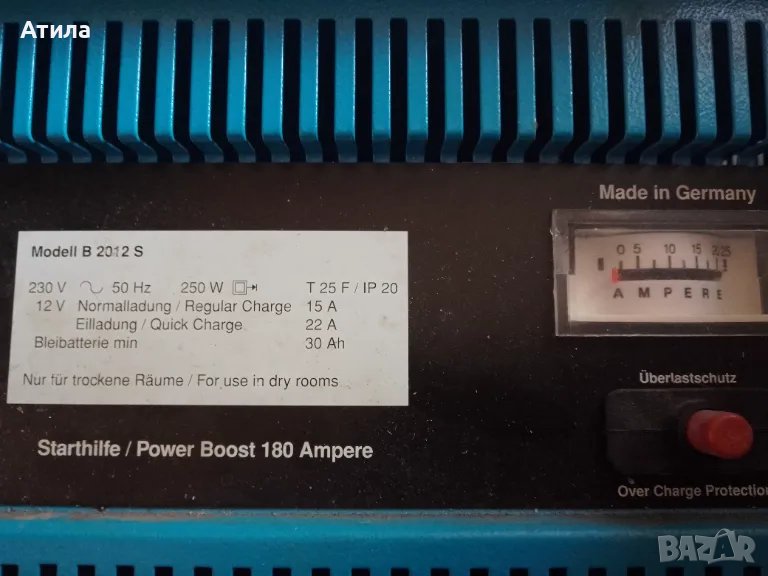 Атила
Made in Germany
Modell B 2012 S
230 V 50 Hz 250 W T 25 F / IP 20
12 V Normalladung / Regular Charge 15 A
Eilladung / Quick Charge 22 A
Bleibatterie min 30 Ah
Nur für trockene Räume / For use in dry rooms
0 5 10 15 2,25
AMPERE
Überlastschutz
Starthilfe / Power Boost 180 Ampere
Over Charge Protection
BAZAR